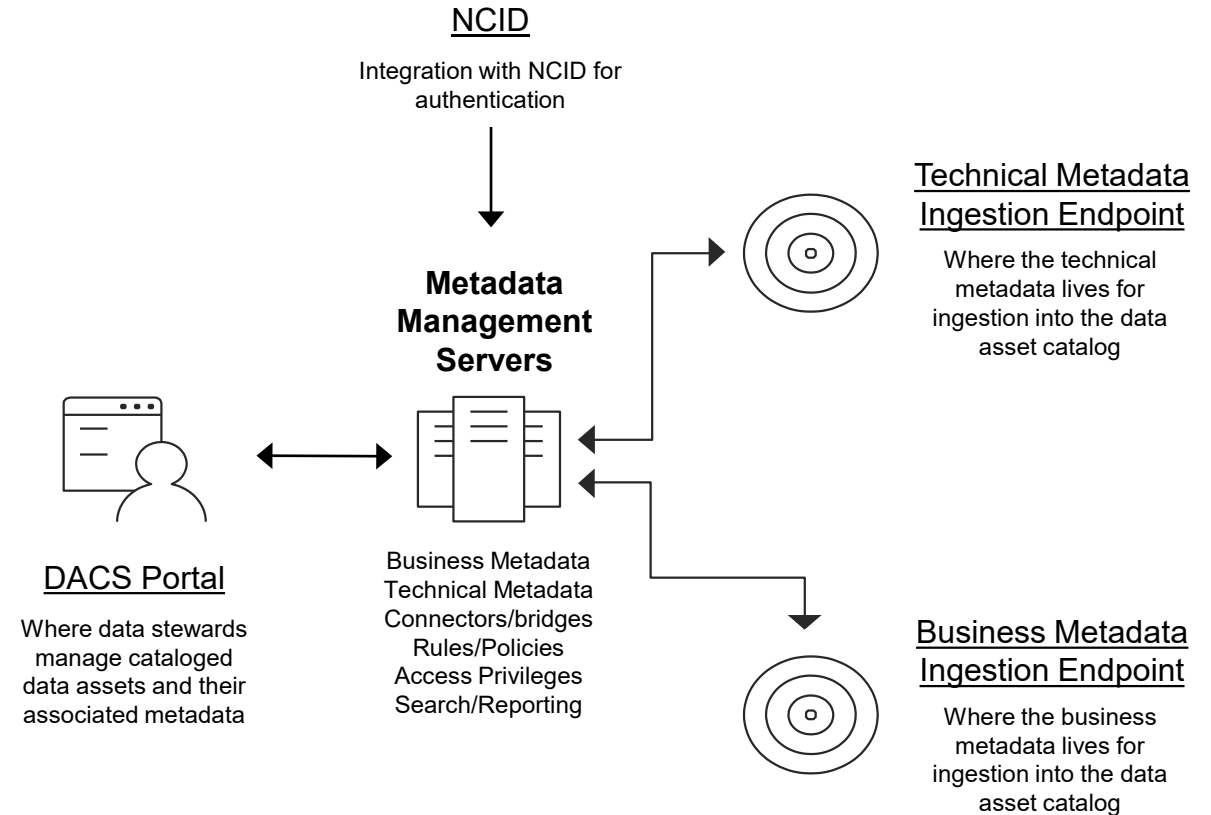 NCID
Integration with NCID for
authentication
Metadata
Management
Servers
Business Metadata
Technical Metadata
Connectors/bridges
Rules/Policies
Access Privileges
Search/Reporting
DACS Portal
Where data stewards
manage cataloged
data assets and their
associated metadata
Technical Metadata
Ingestion Endpoint
Where the technical
metadata lives for
ingestion into the data
asset catalog
Business Metadata
Ingestion Endpoint
Where the business
metadata lives for
ingestion into the data
asset catalog